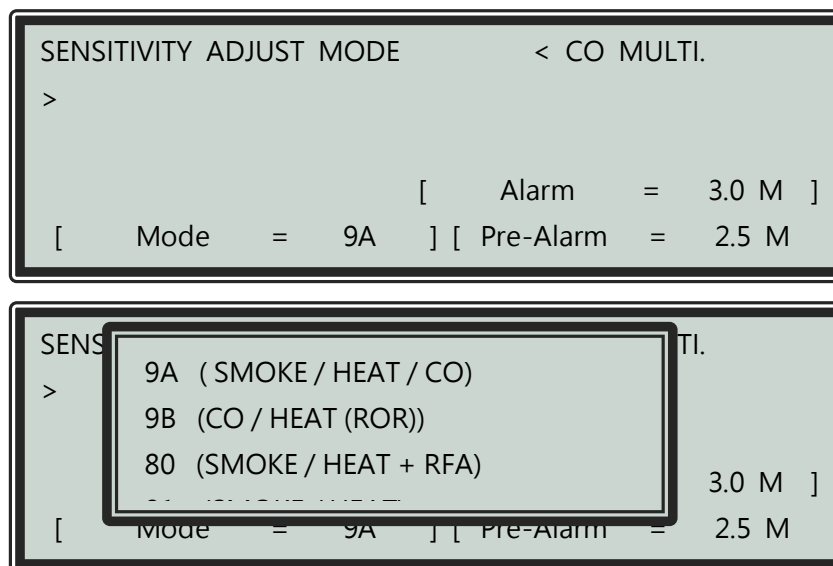 SENSITIVITY ADJUST MODE < CO MULTI.
>
[ Alarm = 3.0 M ]
[ Mode = 9A ] [ Pre-Alarm = 2.5 M
SENS TI.
9A ( SMOKE / HEAT / CO)
>
9B (CO / HEAT (ROR))
80 (SMOKE / HEAT + RFA)
3.0 M ]
[ Mode = 9A ] [ Pre-Alarm = 2.5 M